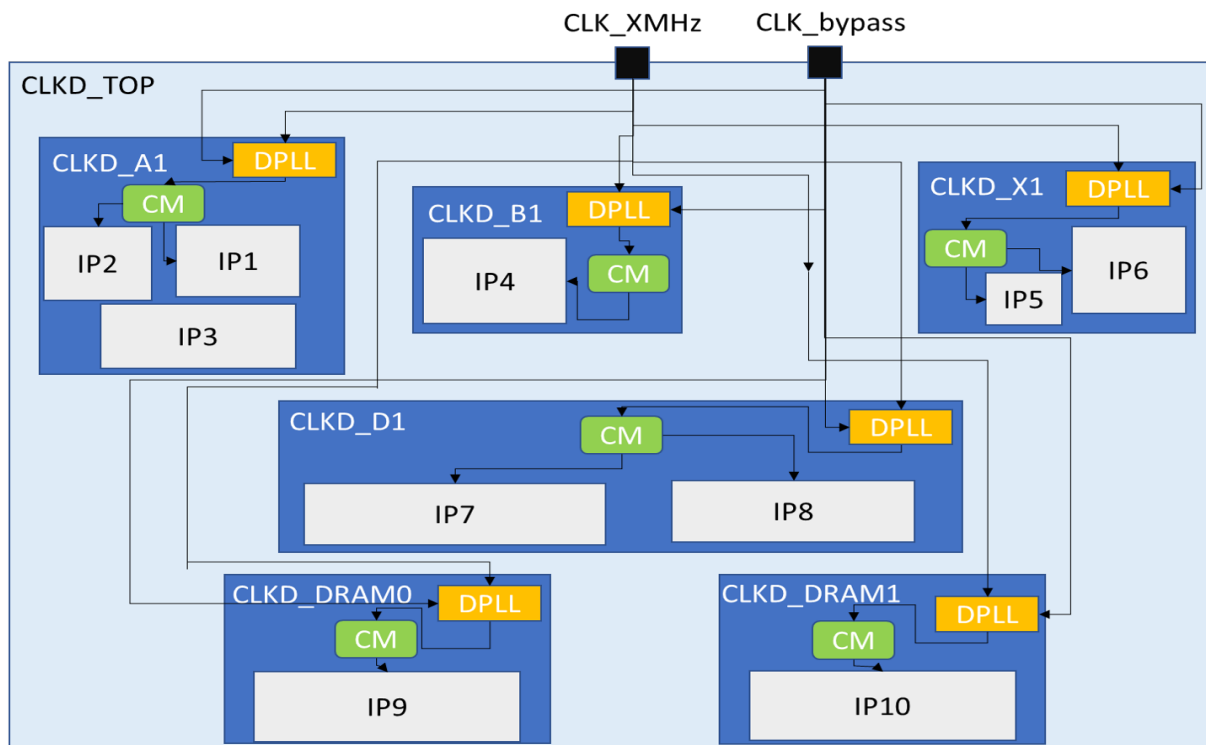 CLK_XMHz
CLK_bypass
CLKD_TOP
CLKD_A1
DPLL
CM
IP2
IP1
IP3
CLKD_B1
DPLL
IP4
CM
CLKD_X1
DPLL
CM
IP5
IP6
CLKD_D1
DPLL
CM
IP7
IP8
CLKD_DRAM0
DPLL
CM
IP9
CLKD_DRAM1
DPLL
CM
IP10